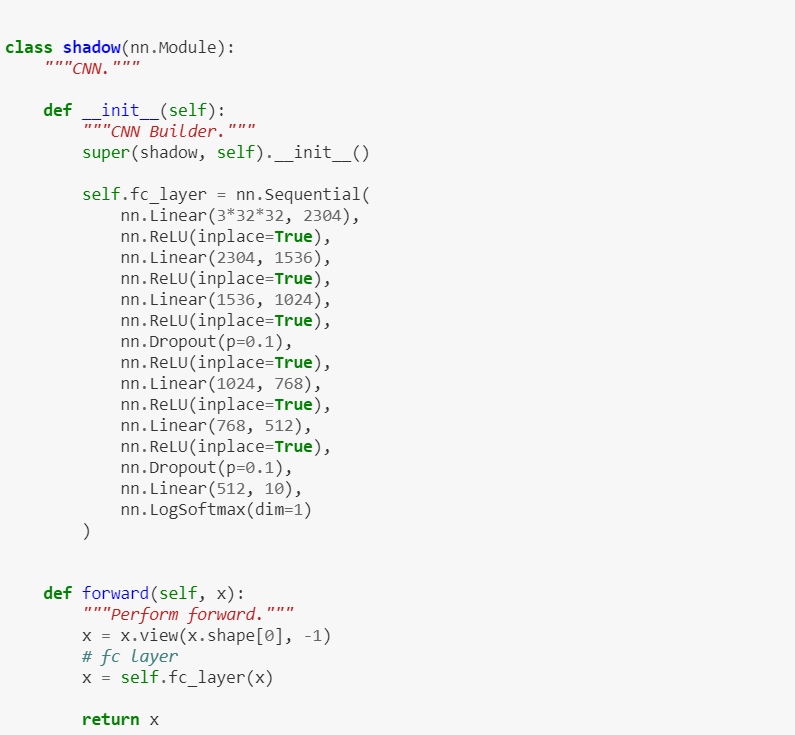 class shadow(nn.Module):
    """CNN."""
    def __init__(self):
        """CNN Builder."""
        super(shadow, self).__init__()
        self.fc_layer = nn.Sequential(
            nn.Linear(3*32*32, 2304),
            nn.ReLU(inplace=True),
            nn.Linear(2304, 1536),
            nn.ReLU(inplace=True),
            nn.Linear(1536, 1024),
            nn.ReLU(inplace=True),
            nn.Dropout(p=0.1),
            nn.ReLU(inplace=True),
            nn.Linear(1024, 768),
            nn.ReLU(inplace=True),
            nn.Linear(768, 512),
            nn.ReLU(inplace=True),
            nn.Dropout(p=0.1),
            nn.Linear(512, 10),
            nn.LogSoftmax(dim=1)
        )
    def forward(self, x):
        """Perform forward."""
        x = x.view(x.shape[0], -1)
        # fc layer
        x = self.fc_layer(x)
        return x